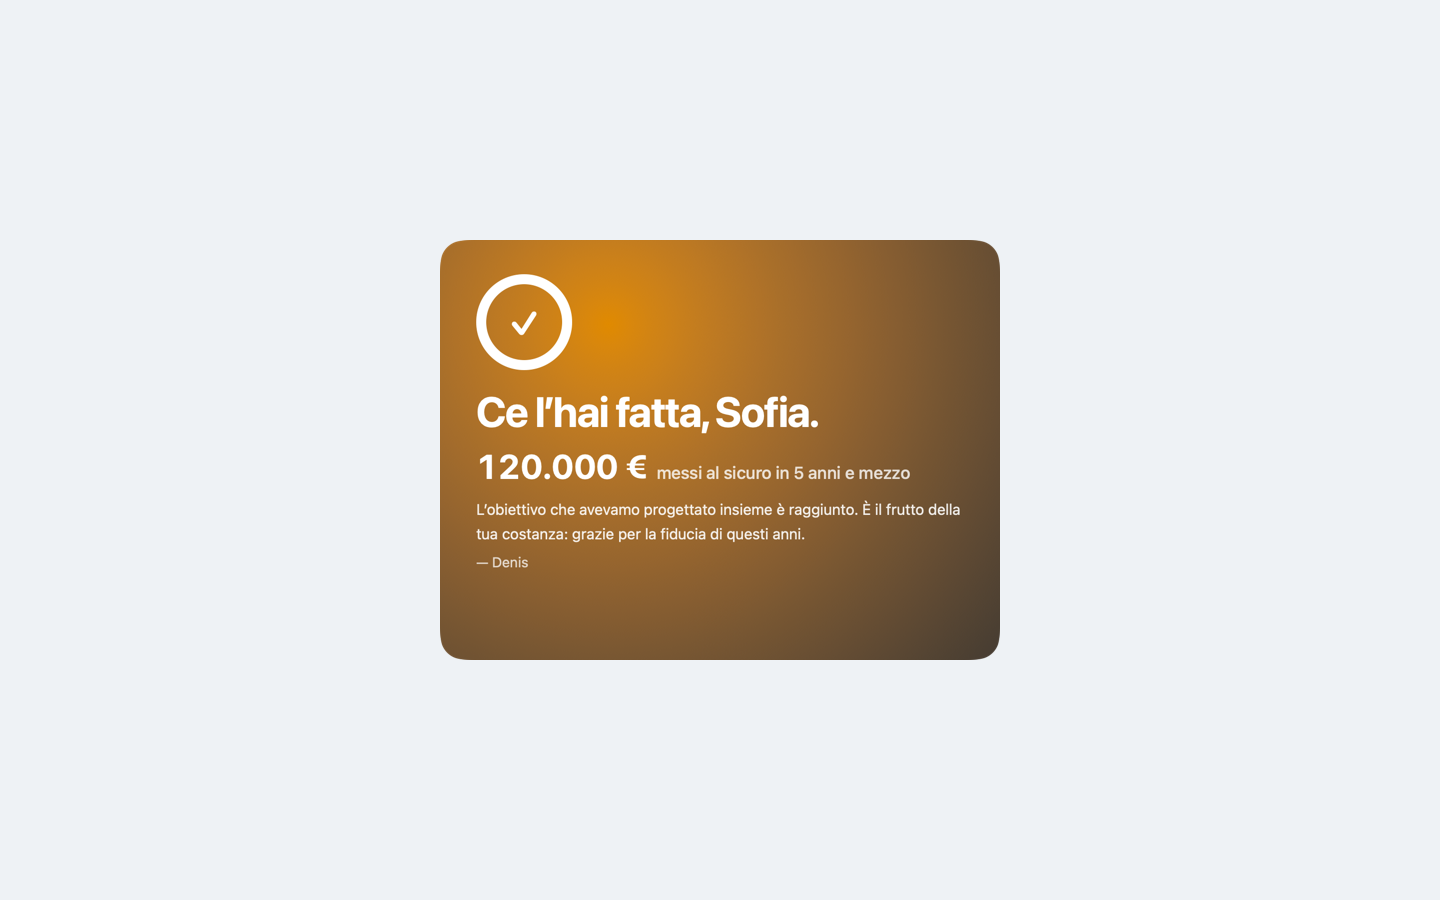 Ce l’hai fatta, Sofia.
120.000 € messi al sicuro in 5 anni e mezzo
L’obiettivo che avevamo progettato insieme è raggiunto. È il frutto della
tua costanza: grazie per la fiducia di questi anni.
— Denis